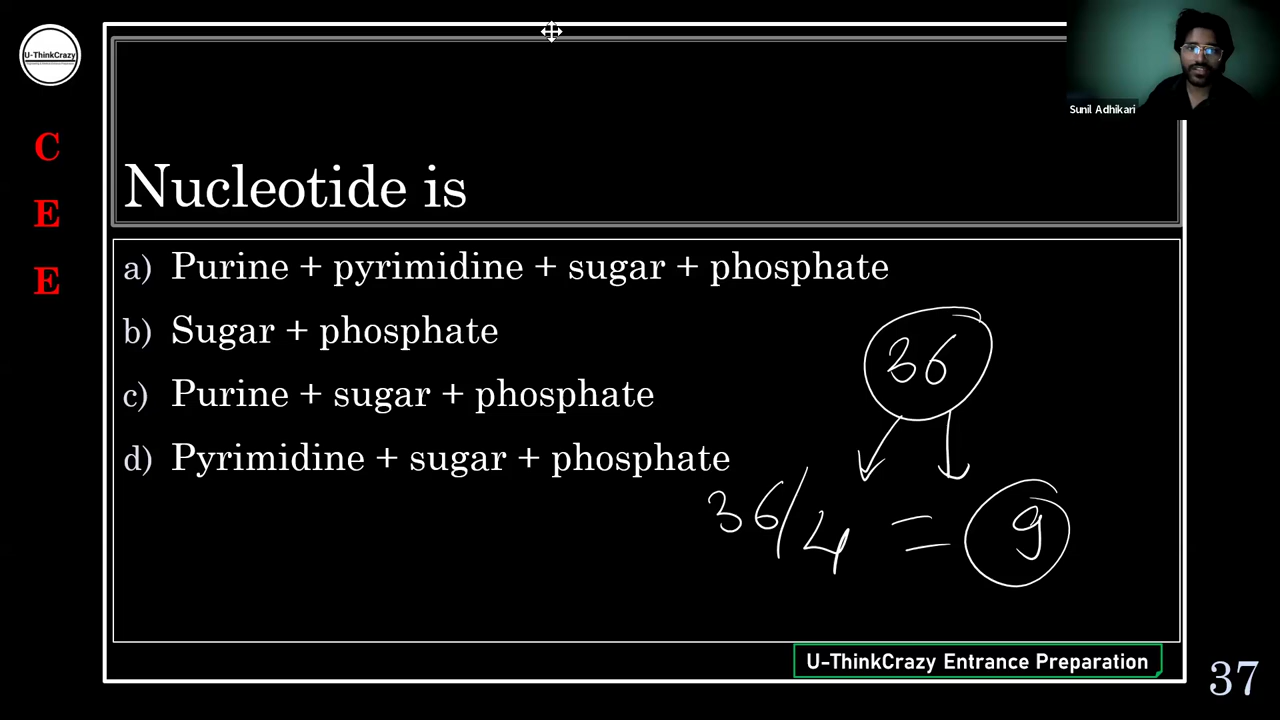 U-ThinkCrazy
Sunil Adhikari
C
E
E
Nucleotide is
a) Purine + pyrimidine + sugar + phosphate
b) Sugar + phosphate
c) Purine + sugar + phosphate
d) Pyrimidine + sugar + phosphate
36
36/4 = 9
U-ThinkCrazy Entrance Preparation
37